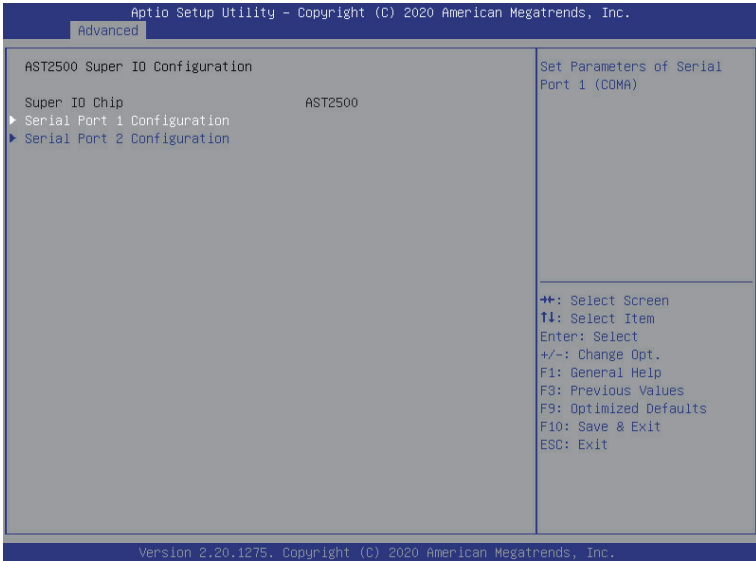 Aptio Setup Utility – Copyright (C) 2020 American Megatrends, Inc.
Advanced
AST2500 Super IO Configuration
Super IO Chip AST2500
▶ Serial Port 1 Configuration
▶ Serial Port 2 Configuration
Set Parameters of Serial
Port 1 (COMA)
→←: Select Screen
↑↓: Select Item
Enter: Select
+/-: Change Opt.
F1: General Help
F3: Previous Values
F9: Optimized Defaults
F10: Save & Exit
ESC: Exit
Version 2.20.1275. Copyright (C) 2020 American Megatrends, Inc.